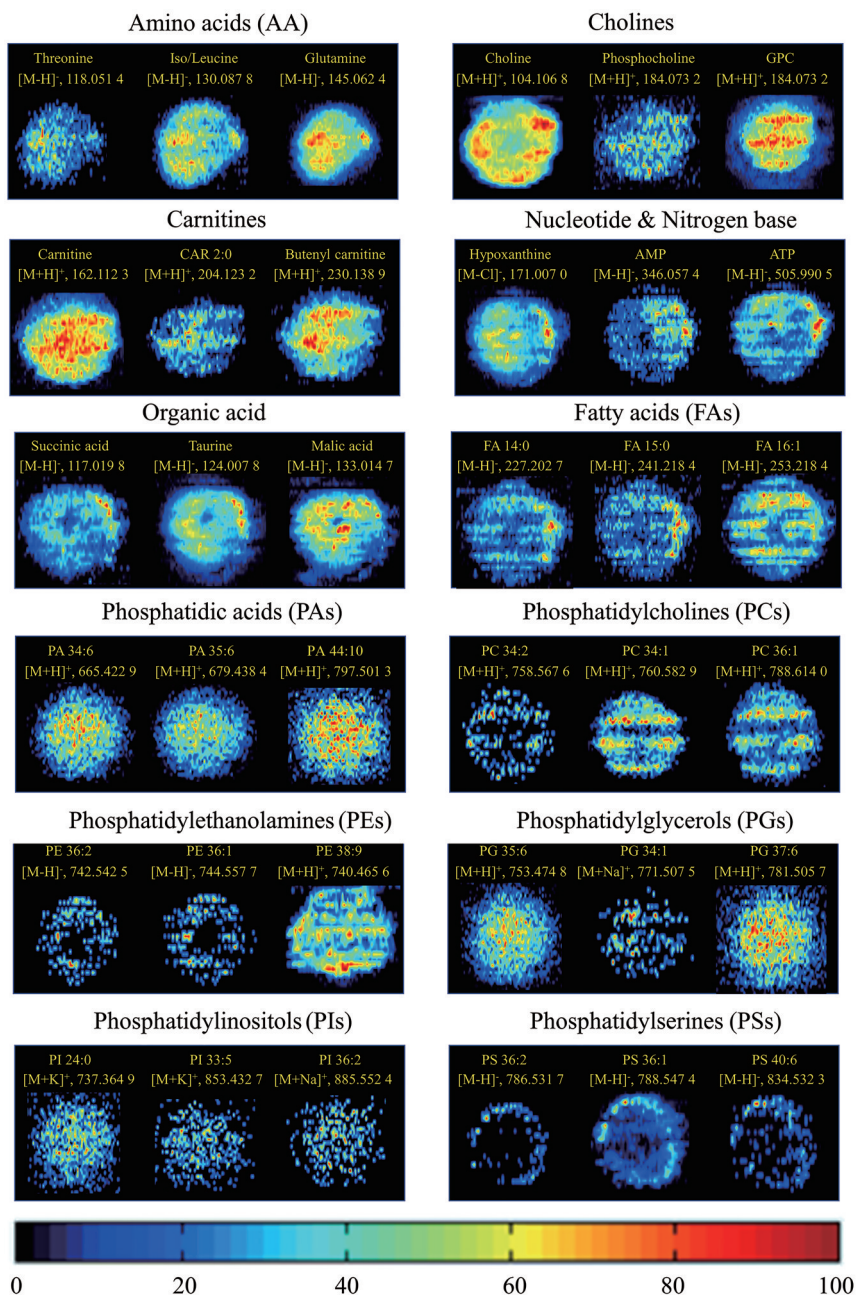 Amino acids (AA)
Threonine Iso/Leucine Glutamine
[M-H]-, 118.051 4 [M-H]-, 130.087 8 [M-H]-, 145.062 4
Cholines
Choline Phosphocholine GPC
[M+H]+, 104.106 8 [M+H]+, 184.073 2 [M+H]+, 184.073 2
Carnitines
Carnitine CAR 2:0 Butenyl carnitine
[M+H]+, 162.112 3 [M+H]+, 204.123 2 [M+H]+, 230.138 9
Nucleotide & Nitrogen base
Hypoxanthine AMP ATP
[M-Cl]-, 171.007 0 [M-H]-, 346.057 4 [M-H]-, 505.990 5
Organic acid
Succinic acid Taurine Malic acid
[M-H]-, 117.019 8 [M-H]-, 124.007 8 [M-H]-, 133.014 7
Fatty acids (FAs)
FA 14:0 FA 15:0 FA 16:1
[M-H]-, 227.202 7 [M-H]-, 241.218 4 [M-H]-, 253.218 4
Phosphatidic acids (PAs)
PA 34:6 PA 35:6 PA 44:10
[M+H]+, 665.422 9 [M+H]+, 679.438 4 [M+H]+, 797.501 3
Phosphatidylcholines (PCs)
PC 34:2 PC 34:1 PC 36:1
[M+H]+, 758.567 6 [M+H]+, 760.582 9 [M+H]+, 788.614 0
Phosphatidylethanolamines (PEs)
PE 36:2 PE 36:1 PE 38:9
[M-H]-, 742.542 5 [M-H]-, 744.557 7 [M+H]+, 740.465 6
Phosphatidylglycerols (PGs)
PG 35:6 PG 34:1 PG 37:6
[M+H]+, 753.474 8 [M+Na]+, 771.507 5 [M+H]+, 781.505 7
Phosphatidylinositols (PIs)
PI 24:0 PI 33:5 PI 36:2
[M+K]+, 737.364 9 [M+K]+, 853.432 7 [M+Na]+, 885.552 4
Phosphatidylserines (PSs)
PS 36:2 PS 36:1 PS 40:6
[M-H]-, 786.531 7 [M-H]-, 788.547 4 [M-H]-, 834.532 3
0 20 40 60 80 100